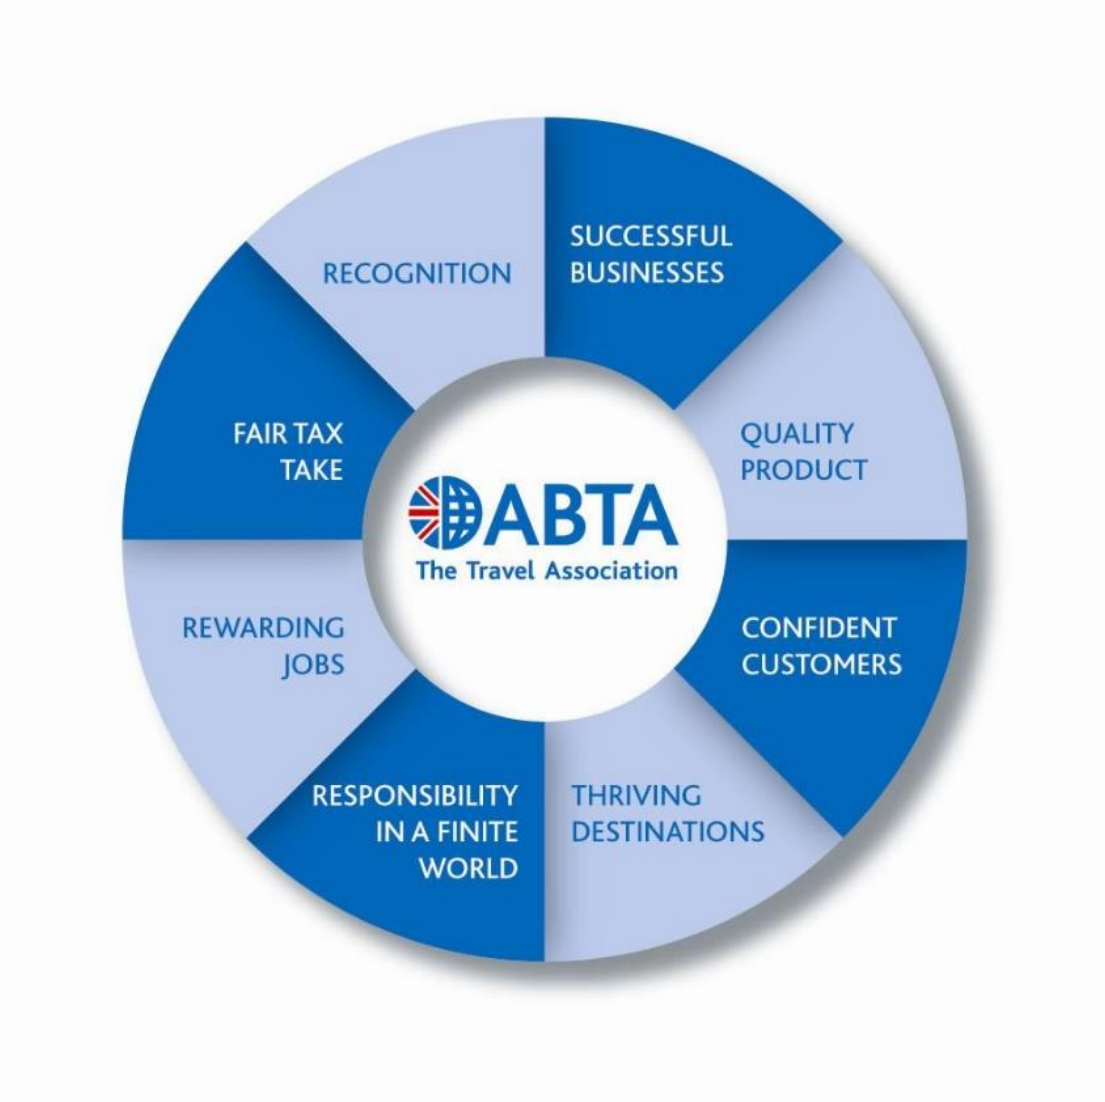 SUCCESSFUL
BUSINESSES
QUALITY
PRODUCT
CONFIDENT
CUSTOMERS
THRIVING
DESTINATIONS
RESPONSIBILITY
IN A FINITE
WORLD
REWARDING
JOBS
FAIR TAX
TAKE
RECOGNITION
ABTA
The Travel Association